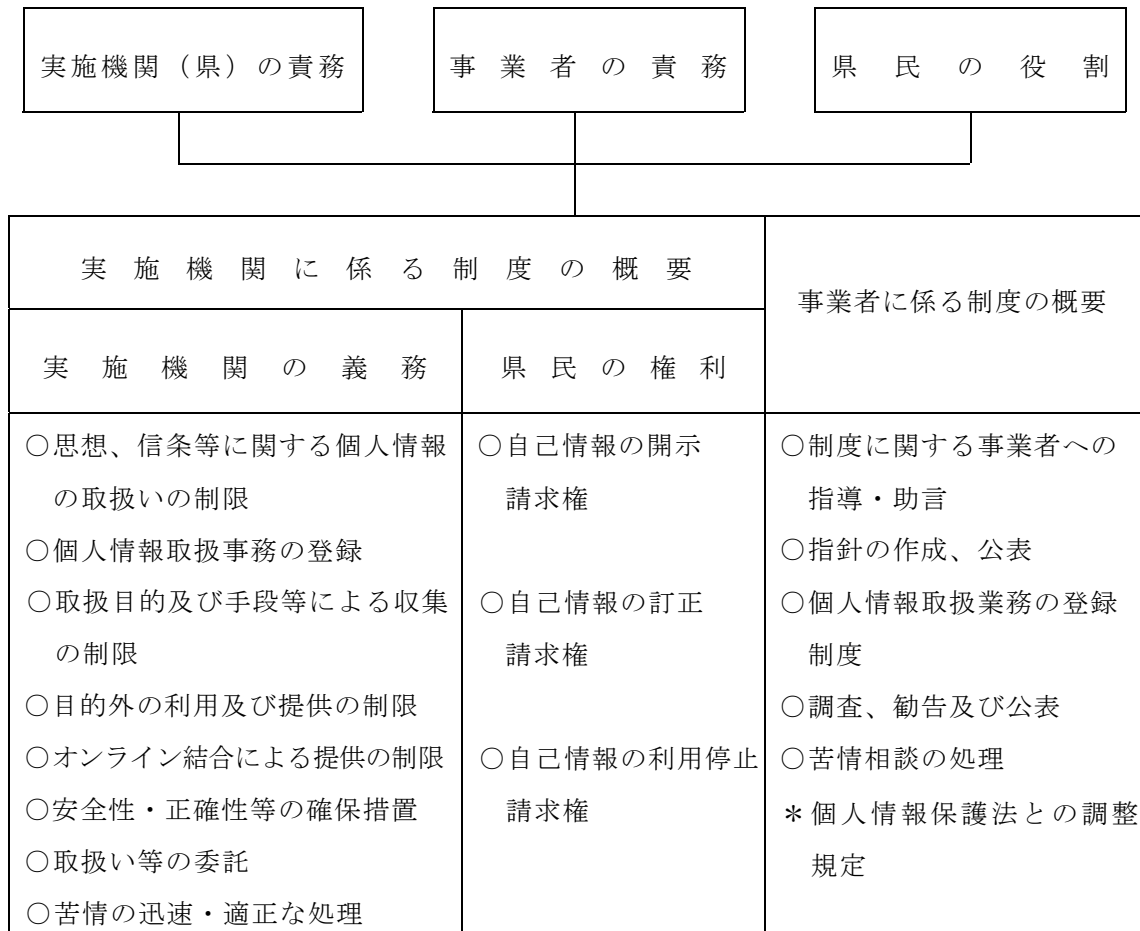 実施機関（県）の責務
事業者の責務
県民の役割
実施機関に係る制度の概要
事業者に係る制度の概要
実施機関の義務
県民の権利
○思想、信条等に関する個人情報
の取扱いの制限
○個人情報取扱事務の登録
○取扱目的及び手段等による収集
の制限
○目的外の利用及び提供の制限
○オンライン結合による提供の制限
○安全性・正確性等の確保措置
○取扱い等の委託
○苦情の迅速・適正な処理
○自己情報の開示
請求権
○自己情報の訂正
請求権
○自己情報の利用停止
請求権
○制度に関する事業者への
指導・助言
○指針の作成、公表
○個人情報取扱業務の登録
制度
○調査、勧告及び公表
○苦情相談の処理
＊個人情報保護法との調整
規定